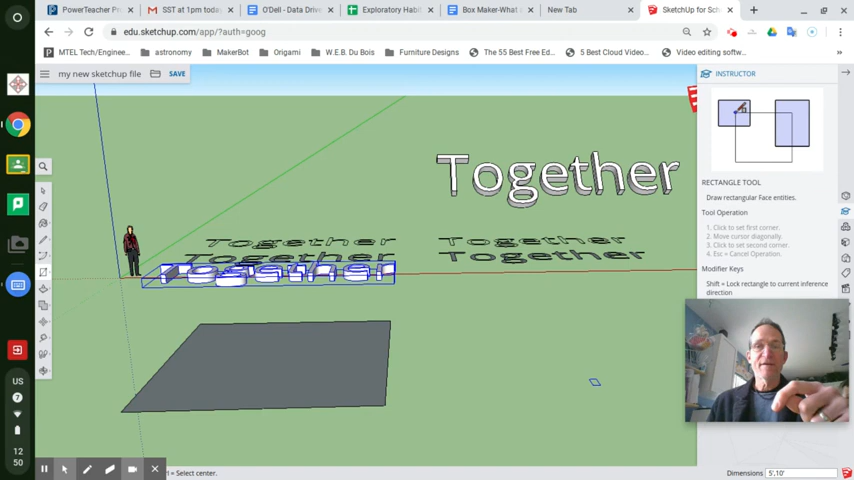 PowerTeacher Pr
SST at 1pm today
O'Dell - Data Drive
Exploratory Habi
Box Maker-What s
New Tab
SketchUp for Sch
edu.sketchup.com/app/?auth=goog
MTEL Tech/Enginee...
astronomy
MakerBot
Origami
W.E.B. Du Bois
Furniture Designs
The 55 Best Free Ed...
5 Best Cloud Video...
Video editing softw...
my new sketchup file
SAVE
INSTRUCTOR
Together
RECTANGLE TOOL
Draw rectangular Face entities.
Tool Operation
1. Click to set first corner.
2. Move cursor diagonally.
3. Click to set second corner.
4. Esc = Cancel Operation.
Modifier Keys
Shift = Lock rectangle to current inference
direction
Together
Together
Together
Together
Together
US
7
12
50
= Select center.
Dimensions
5',10'